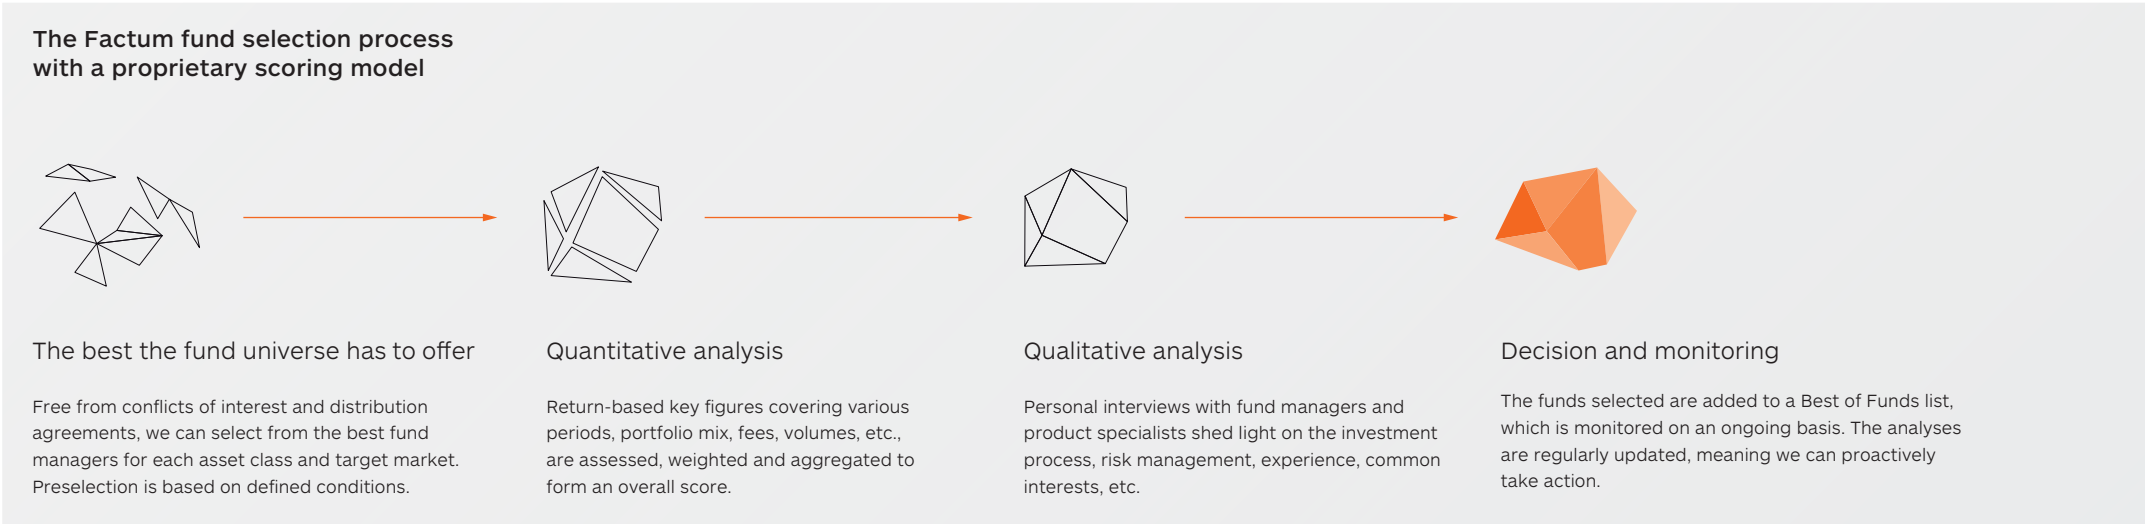 The Factum fund selection process
with a proprietary scoring model
The best the fund universe has to offer
Free from conflicts of interest and distribution
agreements, we can select from the best fund
managers for each asset class and target market.
Preselection is based on defined conditions.
Quantitative analysis
Return-based key figures covering various
periods, portfolio mix, fees, volumes, etc.,
are assessed, weighted and aggregated to
form an overall score.
Qualitative analysis
Personal interviews with fund managers and
product specialists shed light on the investment
process, risk management, experience, common
interests, etc.
Decision and monitoring
The funds selected are added to a Best of Funds list,
which is monitored on an ongoing basis. The analyses
are regularly updated, meaning we can proactively
take action.